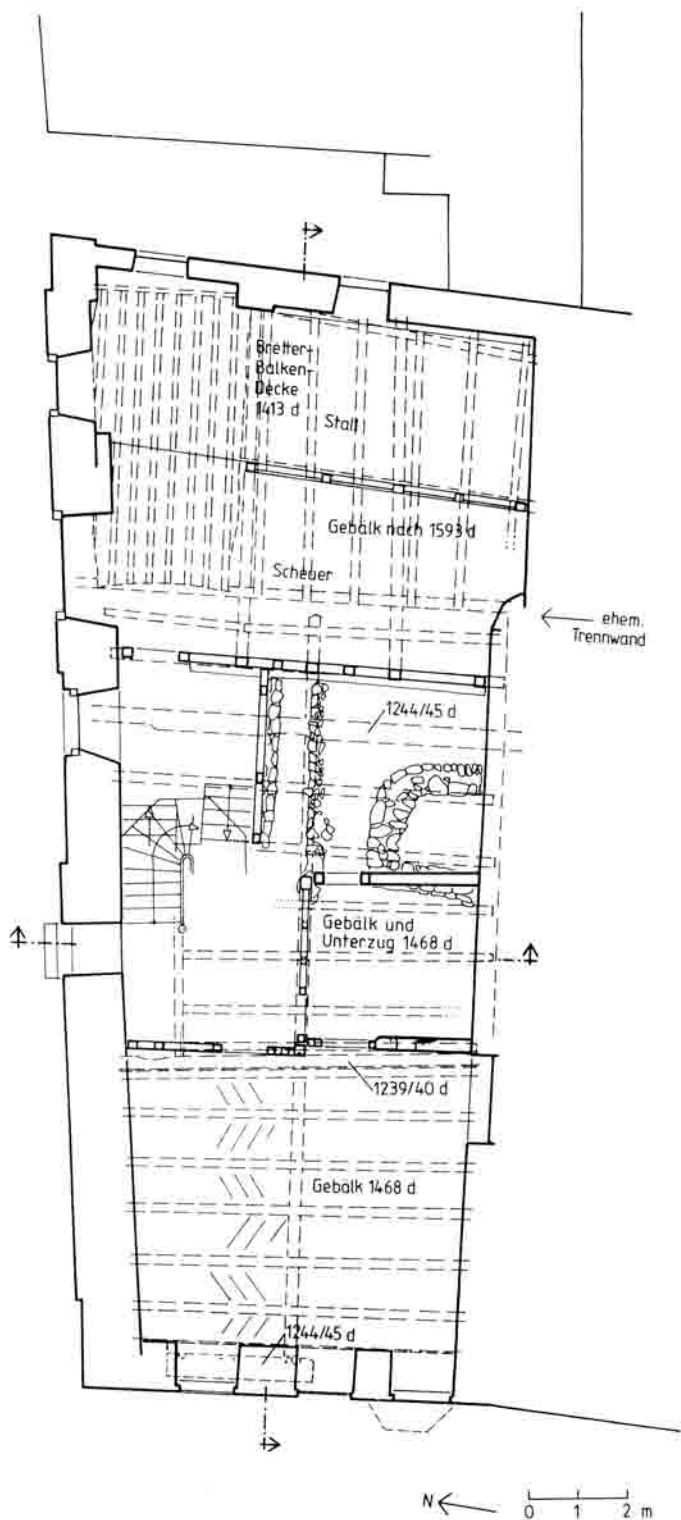 Bretter-
Balken-
Decke
1413 d
Stall
Gebälk nach 1593 d
Scheuer
ehem.
Trennwand
1244/45 d
Gebälk und
Unterzug 1468 d
1239/40 d
Gebälk 1468 d
1244/45 d
N
0 1 2 m